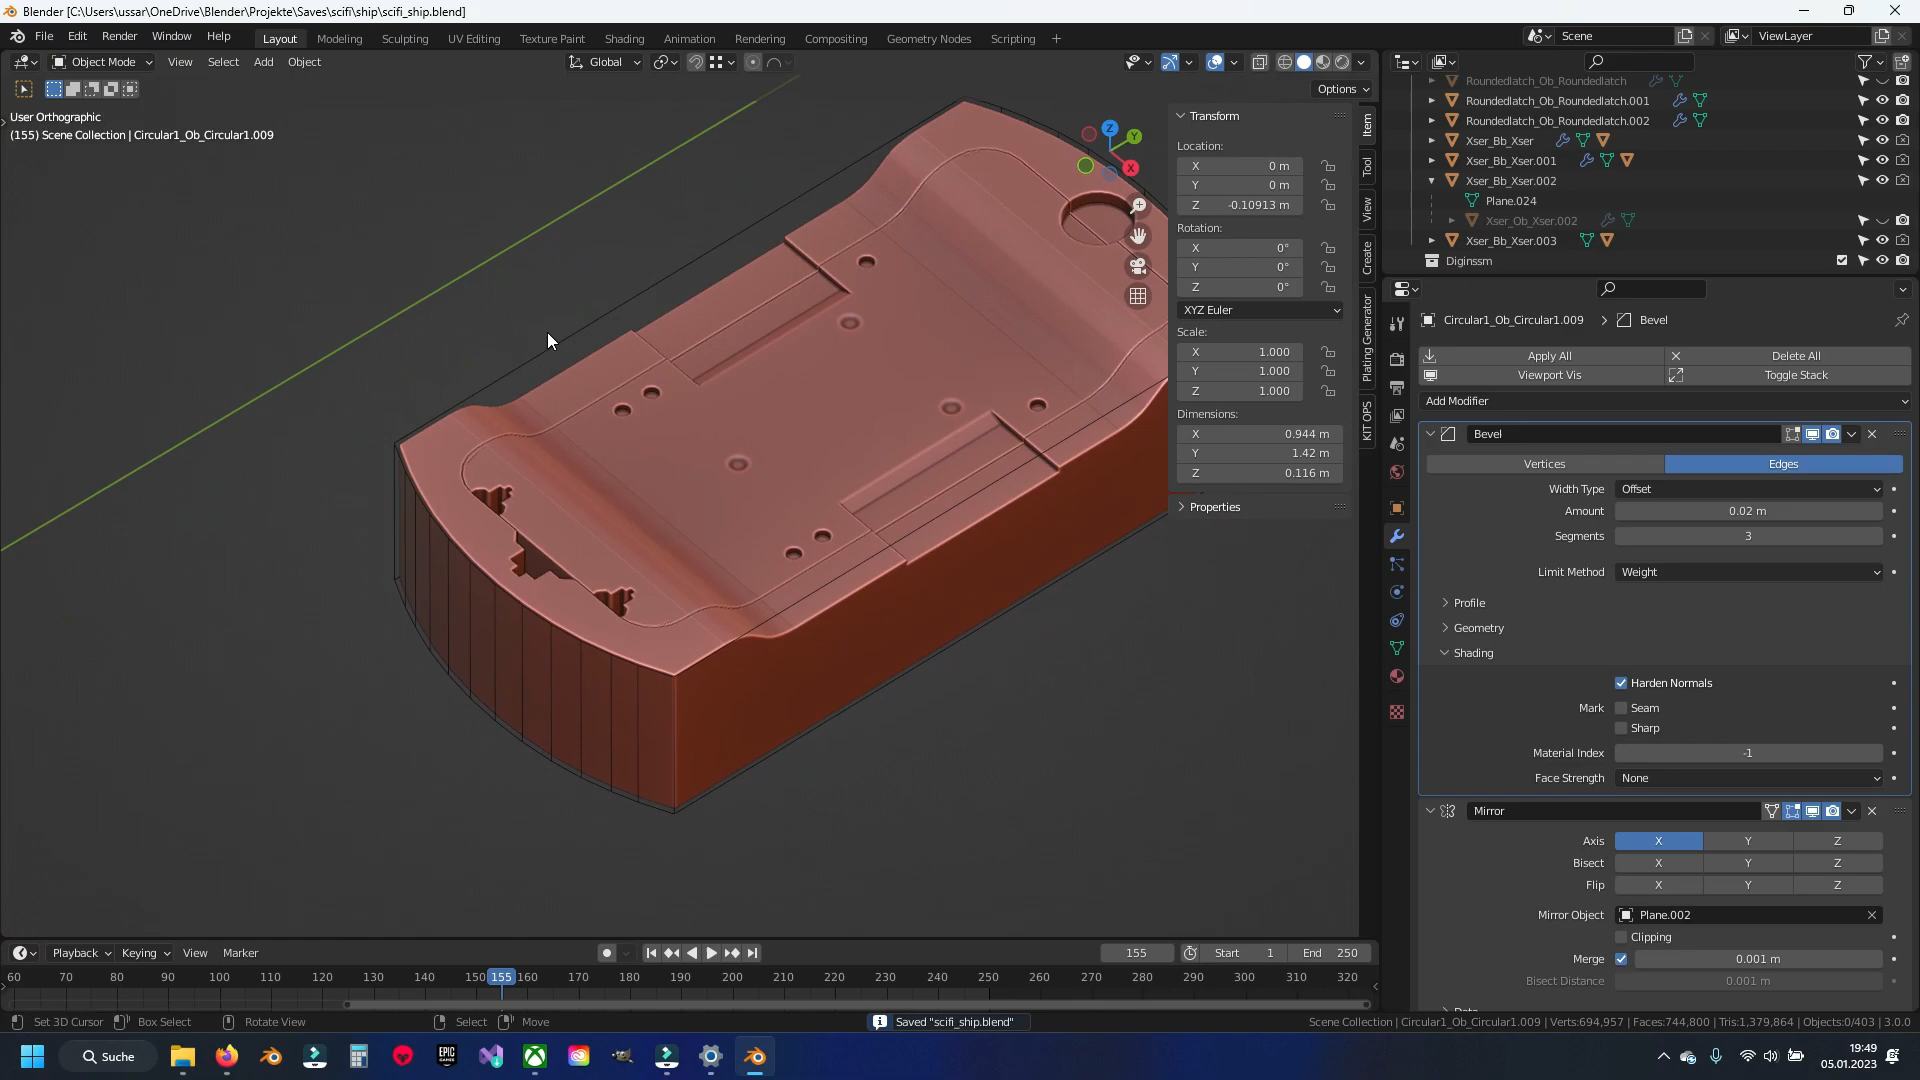 Blender [C:\Users\ussar\OneDrive\Blender\Projekte\Saves\scifi\ship\scifi_ship.blend]
File Edit Render Window Help
Layout Modeling Sculpting UV Editing Texture Paint Shading Animation Rendering Compositing Geometry Nodes Scripting +
Scene ViewLayer
Object Mode View Select Add Object Global
Options
User Orthographic
(155) Scene Collection | Circular1_Ob_Circular1.009
Z
Y
X
Transform
Location:
X 0 m
Y 0 m
Z -0.10913 m
Rotation:
X 0°
Y 0°
Z 0°
XYZ Euler
Scale:
X 1.000
Y 1.000
Z 1.000
Dimensions:
X 0.944 m
Y 1.42 m
Z 0.116 m
Properties
Item
Tool
View
Create
Plating Generator
KIT OPS
Roundedlatch_Ob_Roundedlatch
Roundedlatch_Ob_Roundedlatch.001
Roundedlatch_Ob_Roundedlatch.002
Xser_Bb_Xser
Xser_Bb_Xser.001
Xser_Bb_Xser.002
Plane.024
Xser_Ob_Xser.002
Xser_Bb_Xser.003
Diginssm
Circular1_Ob_Circular1.009 > Bevel
Apply All Delete All
Viewport Vis Toggle Stack
Add Modifier
Bevel
Vertices Edges
Width Type Offset
Amount 0.02 m
Segments 3
Limit Method Weight
Profile
Geometry
Shading
Harden Normals
Mark Seam
Sharp
Material Index -1
Face Strength None
Mirror
Axis X Y Z
Bisect X Y Z
Flip X Y Z
Mirror Object Plane.002
Clipping
Merge 0.001 m
Bisect Distance 0.001 m
Playback Keying View Marker
155 Start 1 End 250
60 70 80 90 100 110 120 130 140 150 155 160 170 180 190 200 210 220 230 240 250 260 270 280 290 300 310 320
Set 3D Cursor Box Select Rotate View Select Move
Saved "scifi_ship.blend"
Scene Collection | Circular1_Ob_Circular1.009 | Verts:694,957 | Faces:744,800 | Tris:1,379,864 | Objects:0/403 | 3.0.0
Suche
EPIC GAMES
19:49
05.01.2023